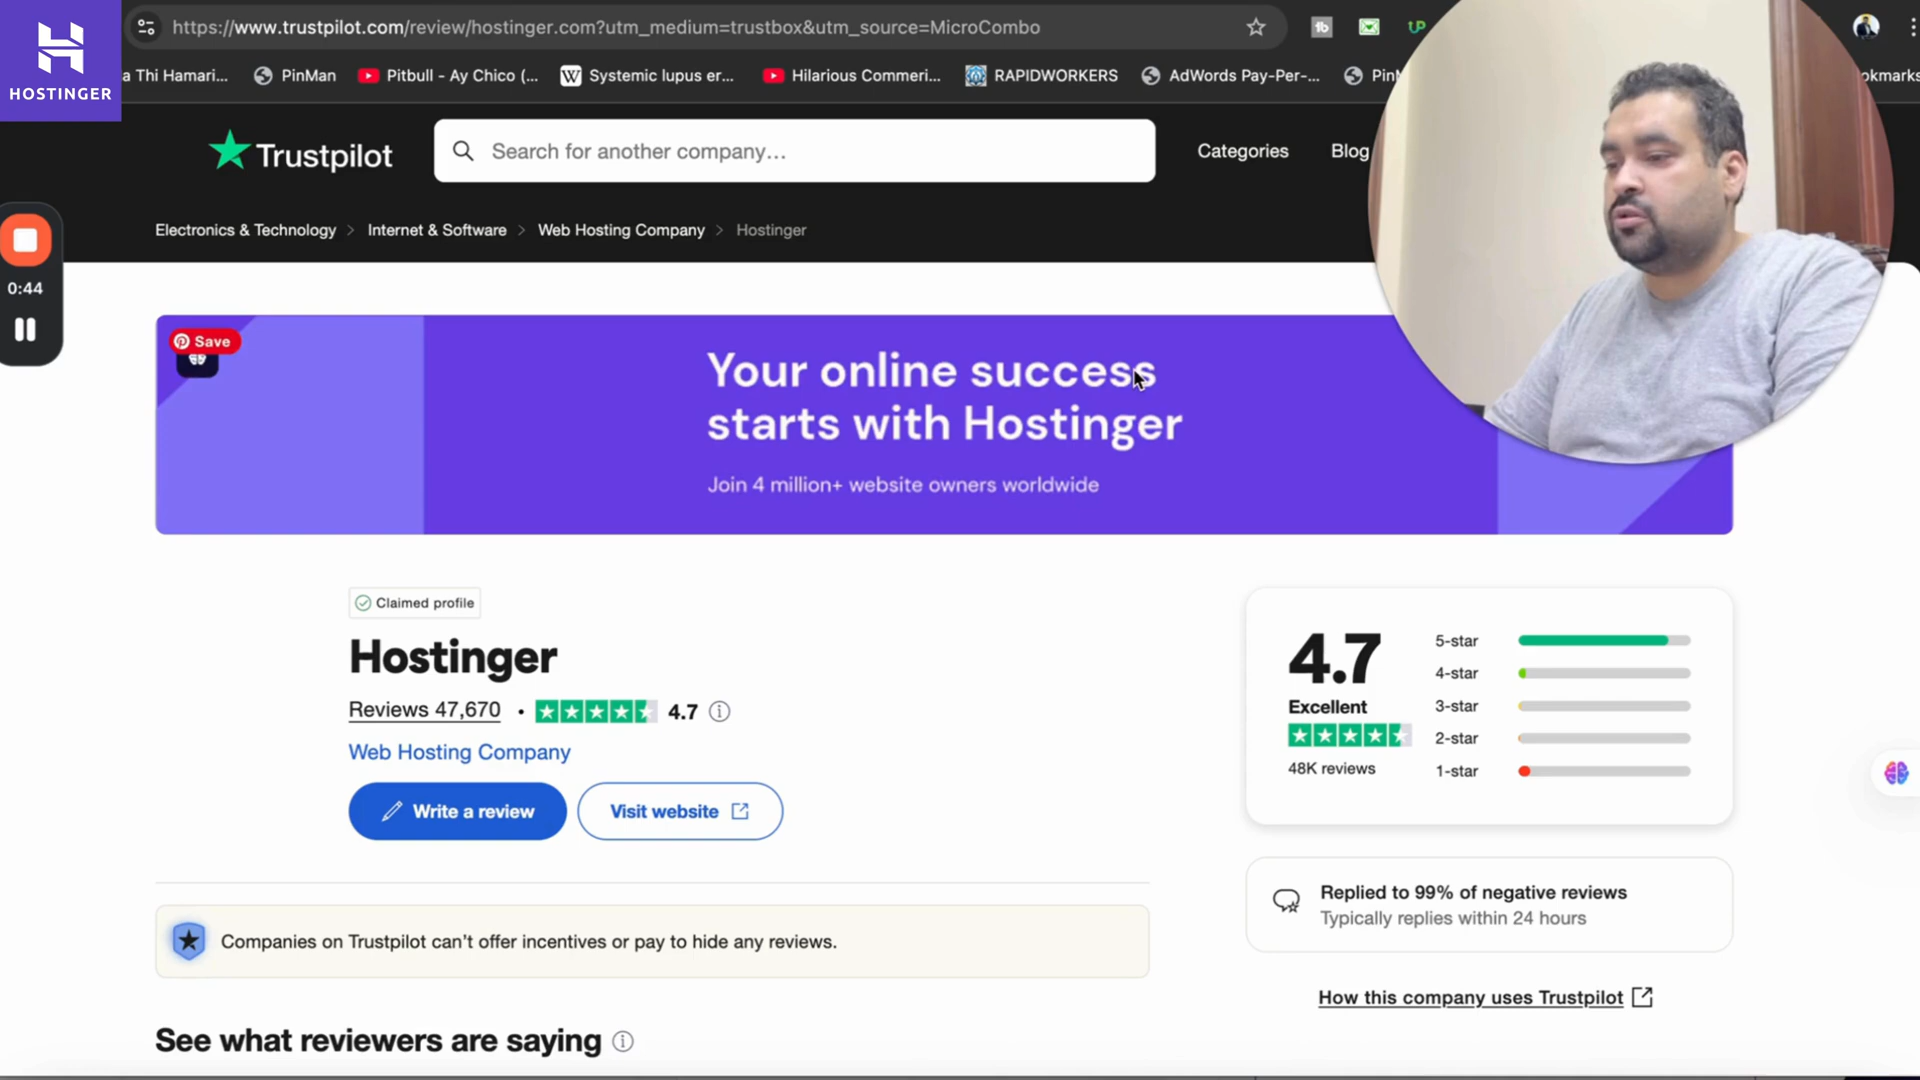 HOSTINGER
https://www.trustpilot.com/review/hostinger.com?utm_medium=trustbox&utm_source=MicroCombo
a Thi Hamari...
PinMan
Pitbull - Ay Chico (...
Systemic lupus er...
Hilarious Commeri...
RAPIDWORKERS
AdWords Pay-Per-...
PinM
okmarks
Trustpilot
Search for another company...
Categories
Blog
Electronics & Technology > Internet & Software > Web Hosting Company > Hostinger
0:44
Save
Your online success
starts with Hostinger
Join 4 million+ website owners worldwide
Claimed profile
Hostinger
Reviews 47,670 • 4.7
Web Hosting Company
Write a review
Visit website
4.7
Excellent
48K reviews
5-star
4-star
3-star
2-star
1-star
Replied to 99% of negative reviews
Typically replies within 24 hours
How this company uses Trustpilot
Companies on Trustpilot can't offer incentives or pay to hide any reviews.
See what reviewers are saying